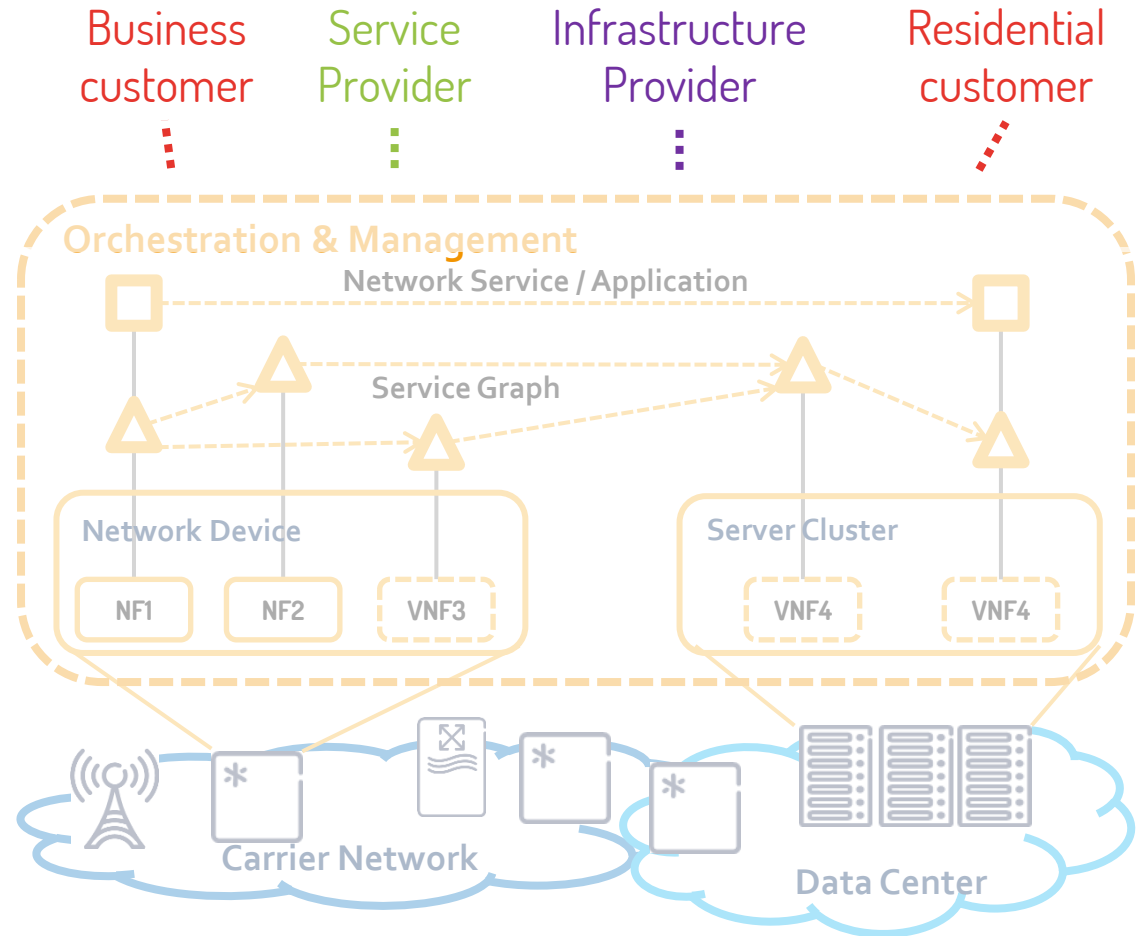 Business
customer
Service
Provider
Infrastructure
Provider
Residential
customer
Orchestration & Management
Network Service / Application
Service Graph
Network Device
Server Cluster
NF1
NF2
VNF3
VNF4
VNF4
Carrier Network
Data Center